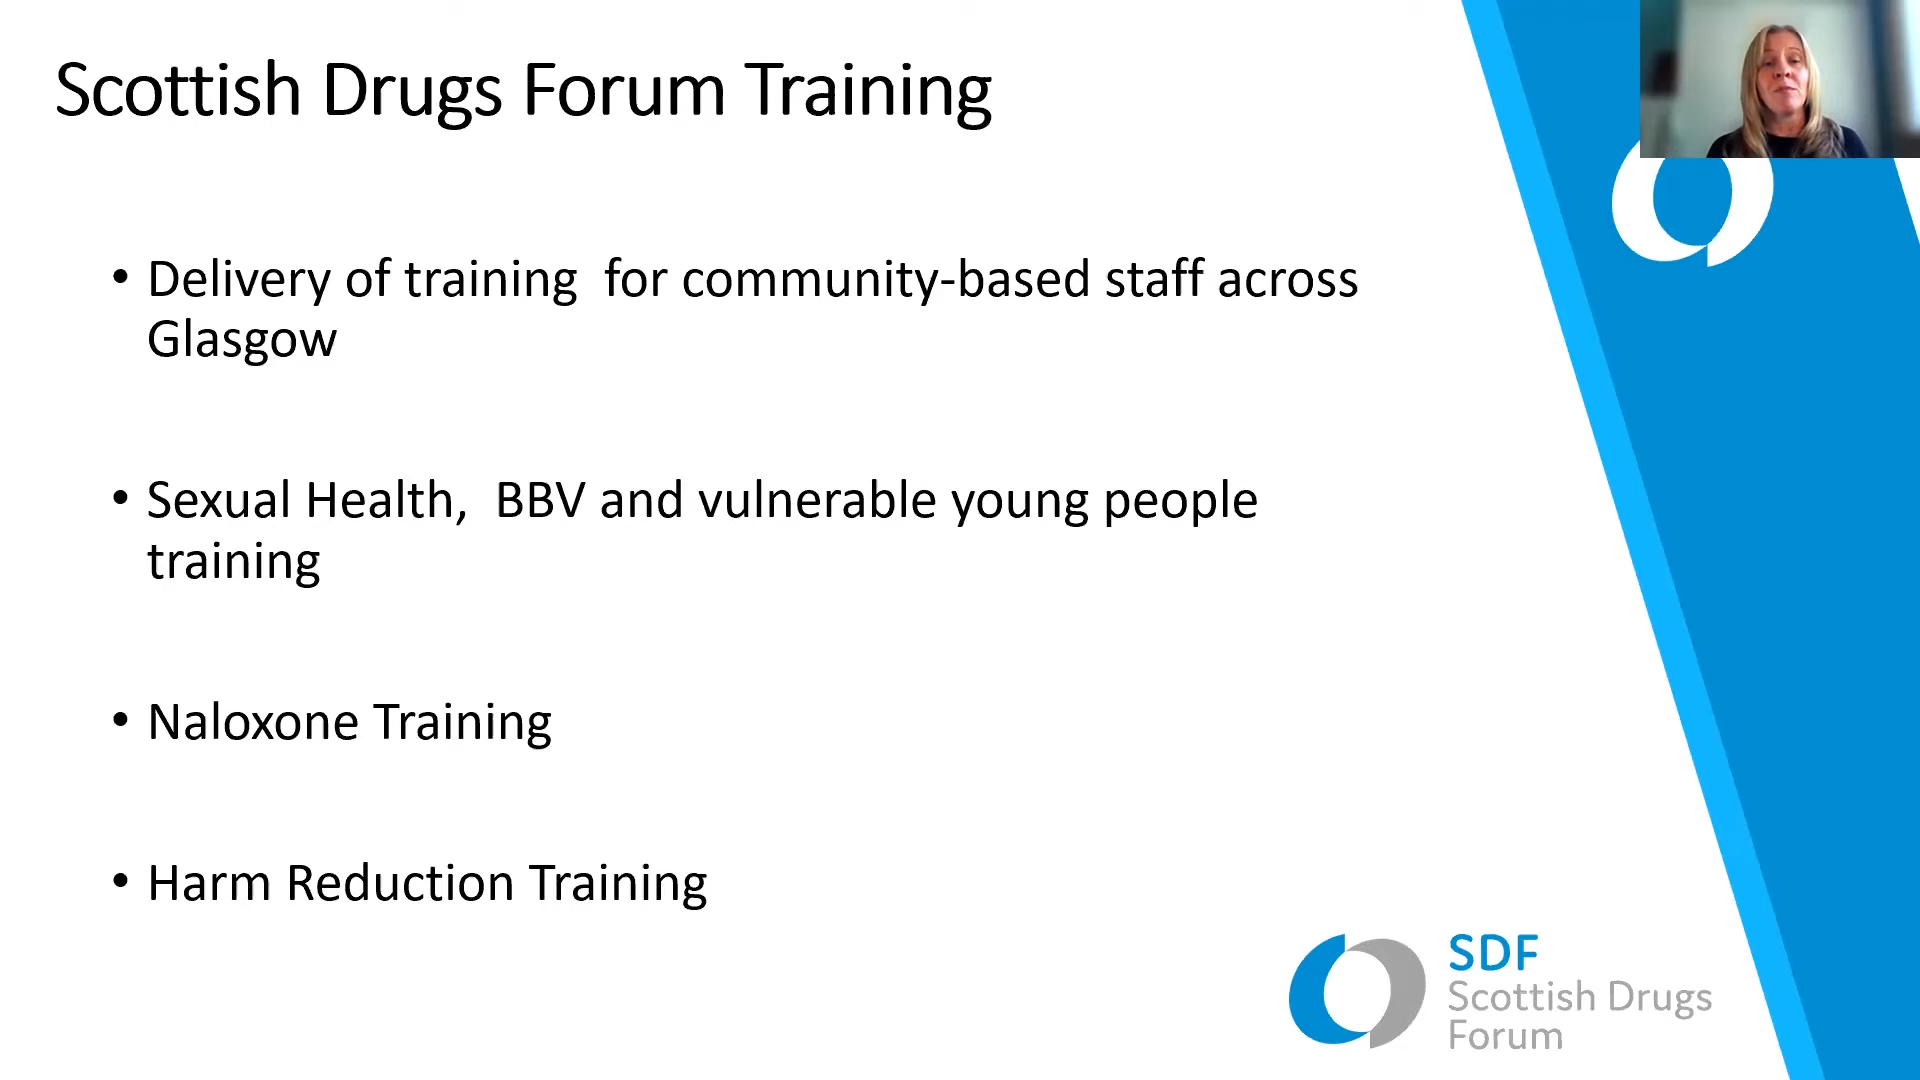 Scottish Drugs Forum Training
• Delivery of training  for community-based staff across
Glasgow
• Sexual Health,  BBV and vulnerable young people
training
• Naloxone Training
• Harm Reduction Training
SDF
Scottish Drugs
Forum